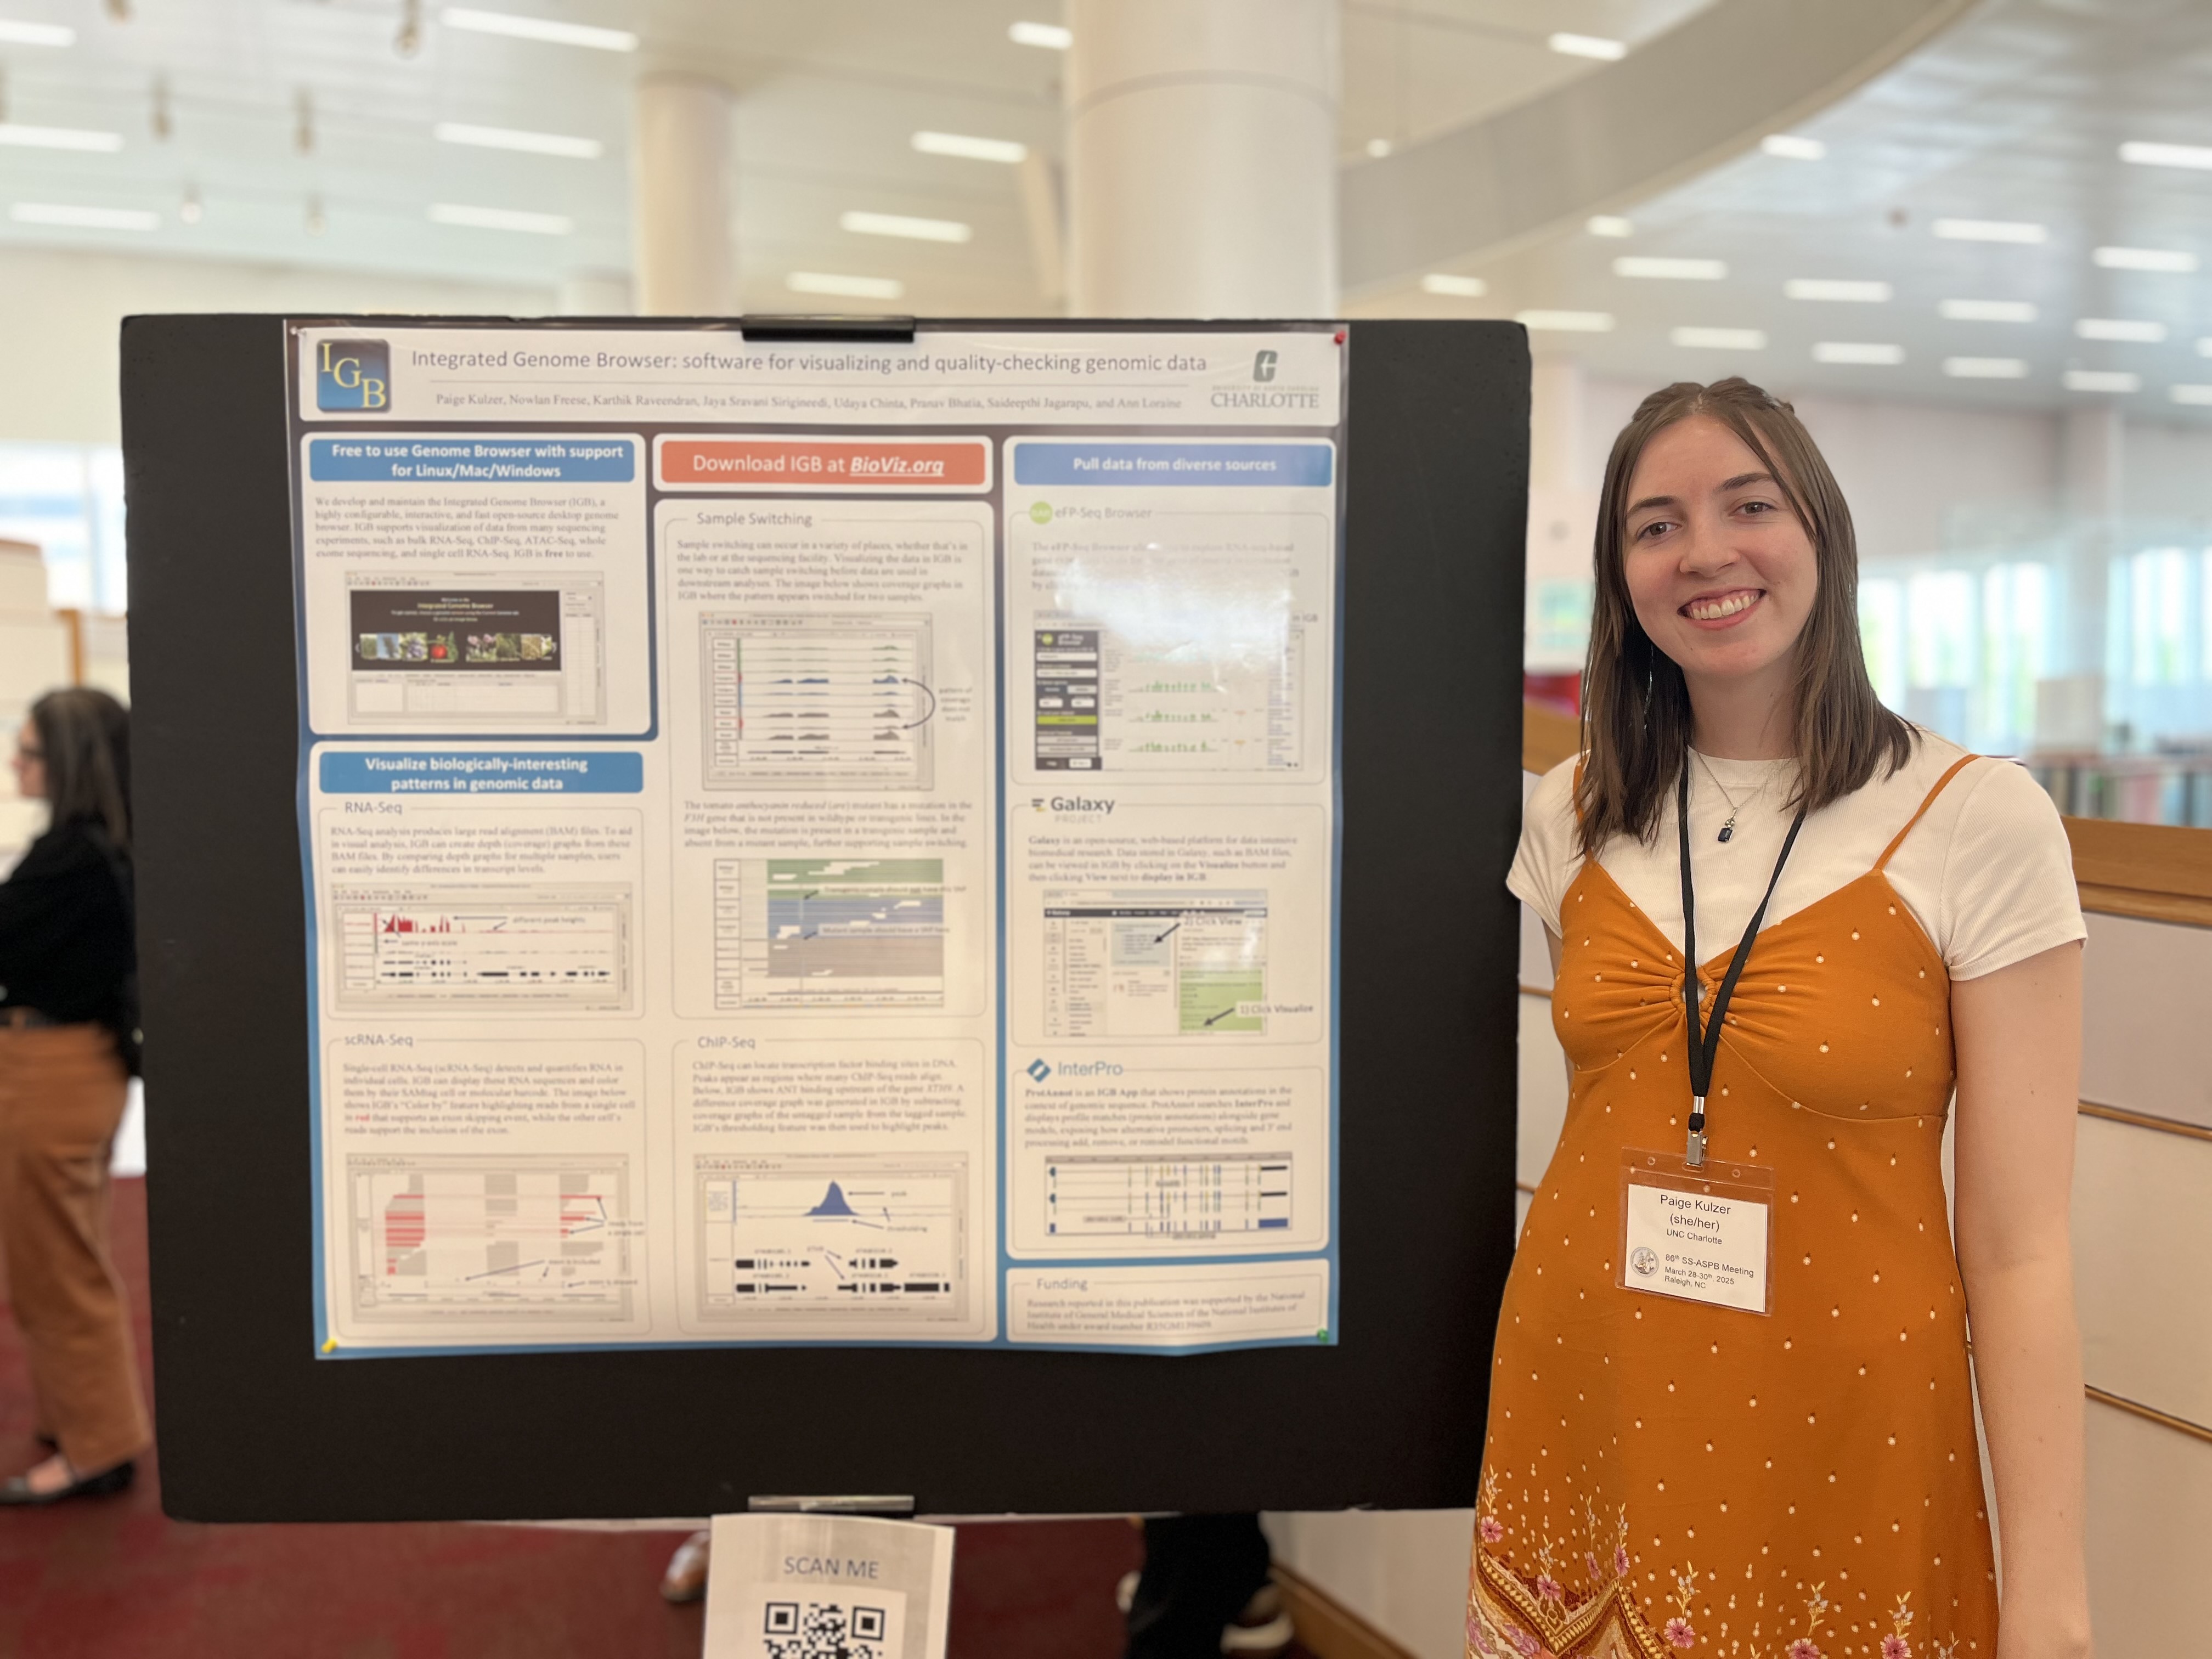 IGB
Integrated Genome Browser: software for visualizing and quality-checking genomic data
Paige Kulzer, Nowlan Freese, Karthik Raveendran, Jaya Sravani Sirigineedi, Udaya Chinta, Pranav Bhatia, Saideepthi Jagarapu, and Ann Loraine
UNIVERSITY OF NORTH CAROLINA
CHARLOTTE
Free to use Genome Browser with support
for Linux/Mac/Windows
We develop and maintain the Integrated Genome Browser (IGB), a
highly configurable, interactive, and fast open-source desktop genome
browser. IGB supports visualization of data from many sequencing
experiments, such as bulk RNA-Seq, ChIP-Seq, ATAC-Seq, whole
exome sequencing, and single cell RNA-Seq. IGB is free to use.
Integrated Genome Browser
Visualize biologically-interesting
patterns in genomic data
RNA-Seq
RNA-Seq analysis produces large read alignment (BAM) files. To aid
in visual analysis, IGB can create depth (coverage) graphs from these
BAM files. By comparing depth graphs for multiple samples, users
can easily identify differences in transcript levels.
different peak heights
same y-axis scale
scRNA-Seq
Single-cell RNA-Seq (scRNA-Seq) detects and quantifies RNA in
individual cells. IGB can display these RNA sequences and color
them by their SAMtag cell or molecular barcode. The image below
shows IGB's "Color by" feature highlighting reads from a single cell
in red that supports an exon skipping event, while the other cell's
reads support the inclusion of the exon.
reads from
a single cell
exon is included
exon is skipped
Download IGB at BioViz.org
Sample Switching
Sample switching can occur in a variety of places, whether that's in
the lab or at the sequencing facility. Visualizing the data in IGB is
one way to catch sample switching before data are used in
downstream analyses. The image below shows coverage graphs in
IGB where the pattern appears switched for two samples.
pattern of
coverage
does not
match
The tomato anthocyanin reduced (are) mutant has a mutation in the
F3H gene that is not present in wildtype or transgenic lines. In the
image below, the mutation is present in a transgenic sample and
absent from a mutant sample, further supporting sample switching.
Transgenic sample should not have this SNP
Mutant sample should have a SNP here
ChIP-Seq
ChIP-Seq can locate transcription factor binding sites in DNA.
Peaks appear as regions where many ChIP-Seq reads align.
Below, IGB shows ANT binding upstream of the gene XTH9. A
difference coverage graph was generated in IGB by subtracting
coverage graphs of the untagged sample from the tagged sample.
IGB's thresholding feature was then used to highlight peaks.
peak
thresholding
Pull data from diverse sources
eFP-Seq Browser
The eFP-Seq Browser
eFP-Seq
Browser
Galaxy
PROJECT
Galaxy is an open-source, web-based platform for data intensive
biomedical research. Data stored in Galaxy, such as BAM files,
can be viewed in IGB by clicking on the Visualize button and
then clicking View next to display in IGB
2) Click View
1) Click Visualize
InterPro
ProtAnnot is an IGB App that shows protein annotations in the
context of genomic sequence. ProtAnnot searches InterPro and
displays profile matches (protein annotations) alongside gene
models, exposing how alternative promoters, splicing and 3' end
processing add, remove, or remodel functional motifs.
Funding
Research reported in this publication was supported by the National
Institute of General Medical Sciences of the National Institutes of
Health under award number
SCAN ME
Paige Kulzer
(she/her)
UNC Charlotte
86th SS-ASPB Meeting
March 28-30th, 2025
Raleigh, NC